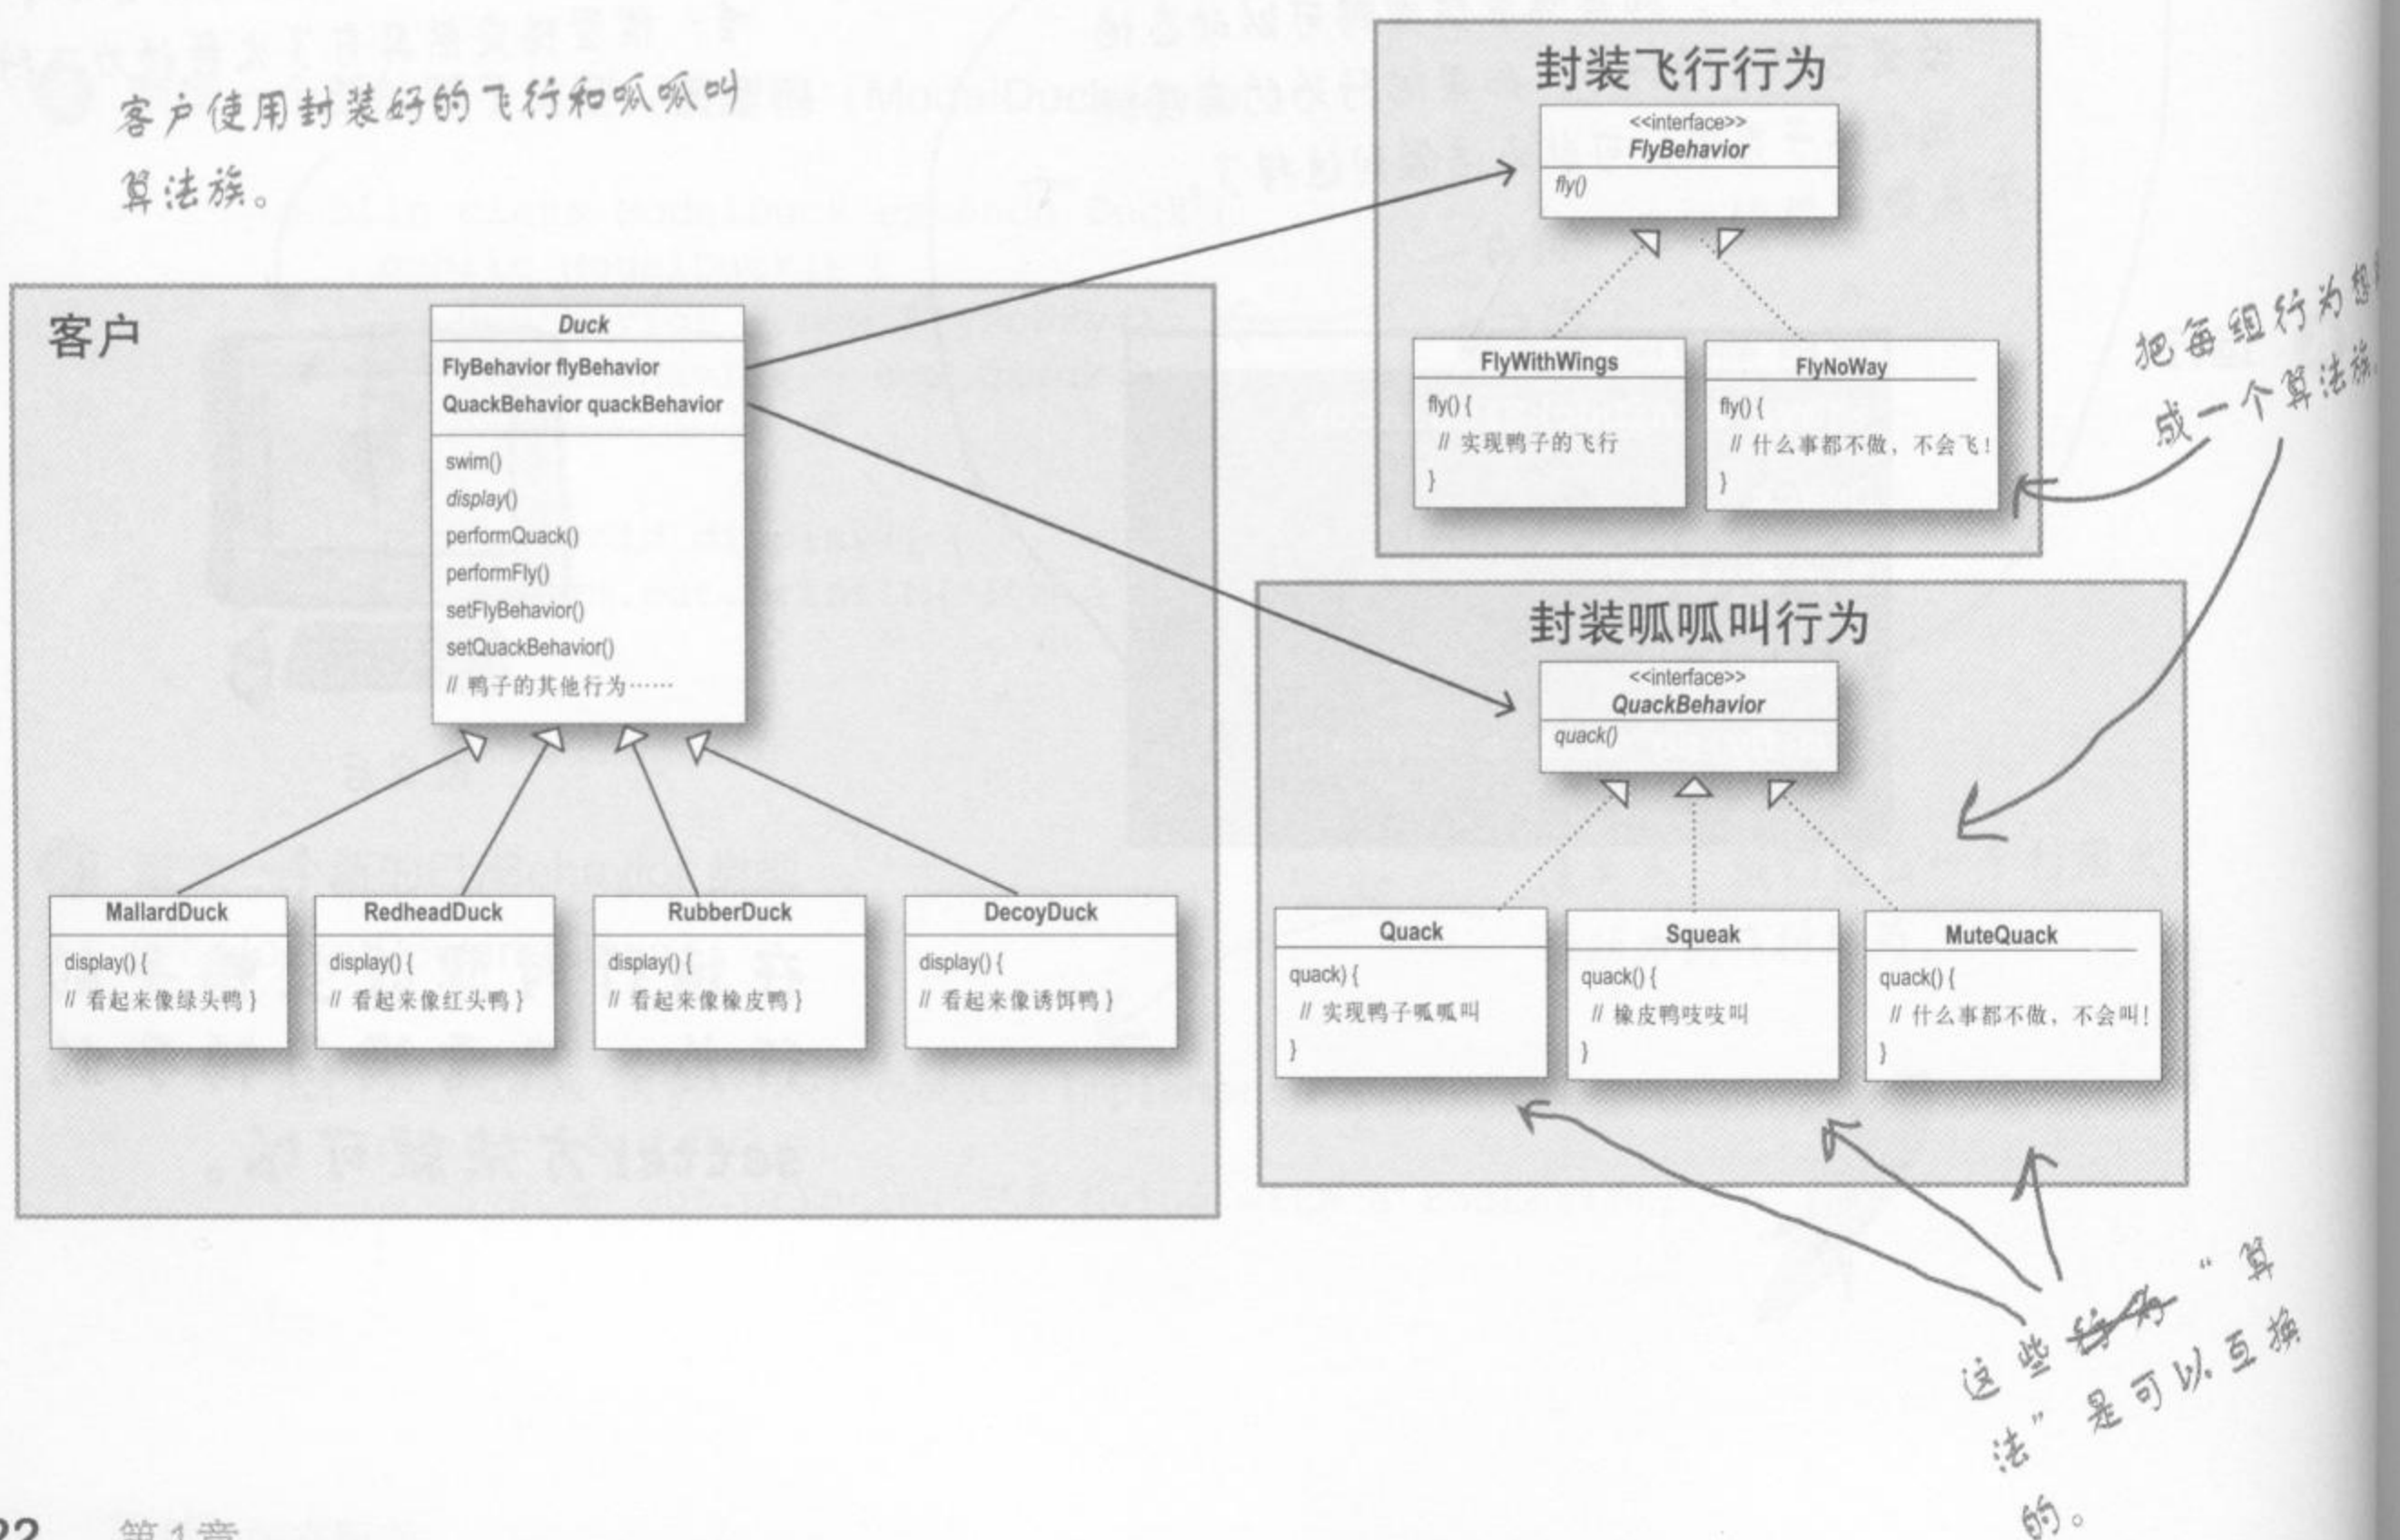 客户使用封装好的飞行和呱呱叫
算法族。
客户
Duck
FlyBehavior flyBehavior
QuackBehavior quackBehavior
swim()
display()
performQuack()
performFly()
setFlyBehavior()
setQuackBehavior()
// 鸭子的其他行为……
MallardDuck
display() {
// 看起来像绿头鸭 }
RedheadDuck
display() {
// 看起来像红头鸭 }
RubberDuck
display() {
// 看起来像橡皮鸭 }
DecoyDuck
display() {
// 看起来像诱饵鸭 }
封装飞行行为
<<interface>>
FlyBehavior
fly()
FlyWithWings
fly() {
// 实现鸭子的飞行
}
FlyNoWay
fly() {
// 什么事都不做，不会飞！
}
把每组行为想
成一个算法族
封装呱呱叫行为
<<interface>>
QuackBehavior
quack()
Quack
quack) {
// 实现鸭子呱呱叫
}
Squeak
quack() {
// 橡皮鸭吱吱叫
}
MuteQuack
quack() {
// 什么事都不做，不会叫！
}
这些行为“算
法”是可以互换
的。
22 第1章